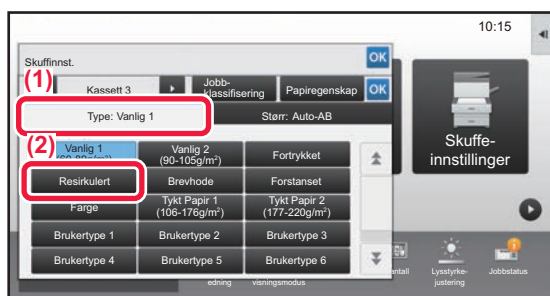 10:15
Skuffinnst.
OK
(1)
Kassett 3
Jobb-
klassifisering
Papiregenskap
OK
Type: Vanlig 1
Størr: Auto-AB
(2)
Vanlig 1
Vanlig 2
(90-105g/m²)
Fortrykket
Resirkulert
Brevhode
Forstanset
Farge
Tykt Papir 1
(106-176g/m²)
Tykt Papir 2
(177-220g/m²)
Brukertype 1
Brukertype 2
Brukertype 3
Brukertype 4
Brukertype 5
Brukertype 6
Skuffe-
innstillinger
antall
Lysstyrke-
justering
Jobbstatus
edning
visningsmodus